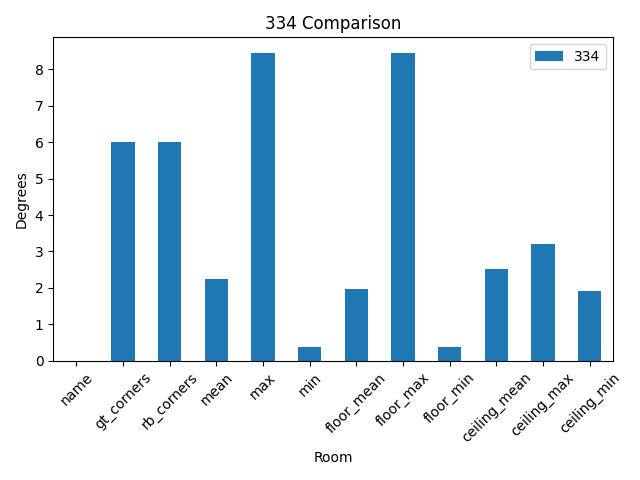 334 Comparison
334
Degrees
8
7
6
5
4
3
2
1
0
name
gt_corners
rb_corners
mean
max
min
floor_mean
floor_max
floor_min
ceiling_mean
ceiling_max
ceiling_min
Room